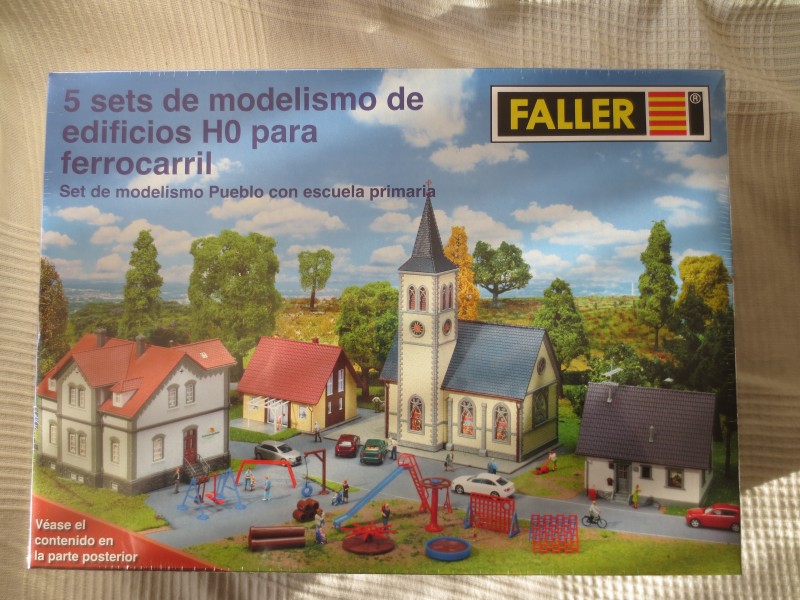 5 sets de modelismo de
edificios H0 para
ferrocarril
Set de modelismo Pueblo con escuela primaria
FALLER ®
Véase el
contenido en
la parte posterior